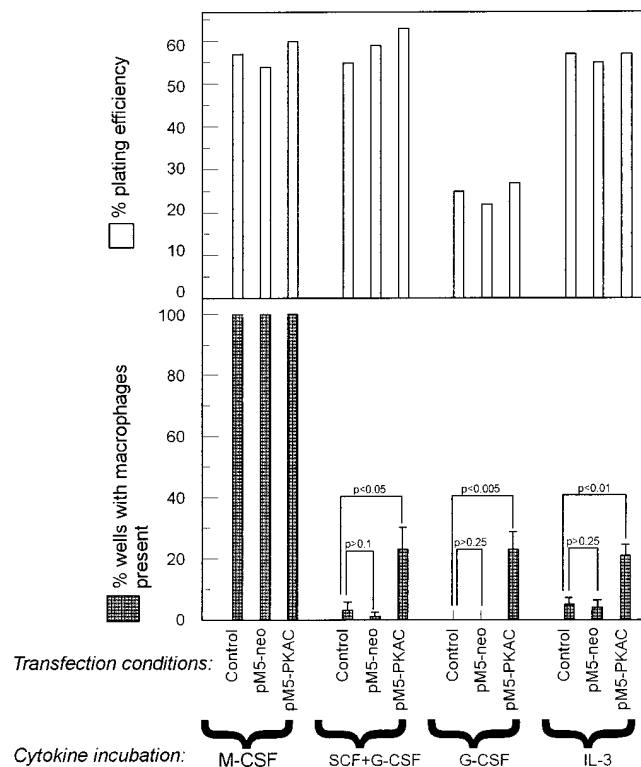 % plating efficiency
60
50
40
30
20
10
0
% wells with macrophages
present
100
80
60
40
20
0
p<0.05
p>0.1
p<0.005
p>0.25
p<0.01
p>0.25
Transfection conditions:
Control
pM5-neo
pM5-PKAC
Control
pM5-neo
pM5-PKAC
Control
pM5-neo
pM5-PKAC
Control
pM5-neo
pM5-PKAC
Cytokine incubation:
M-CSF
SCF+G-CSF
G-CSF
IL-3